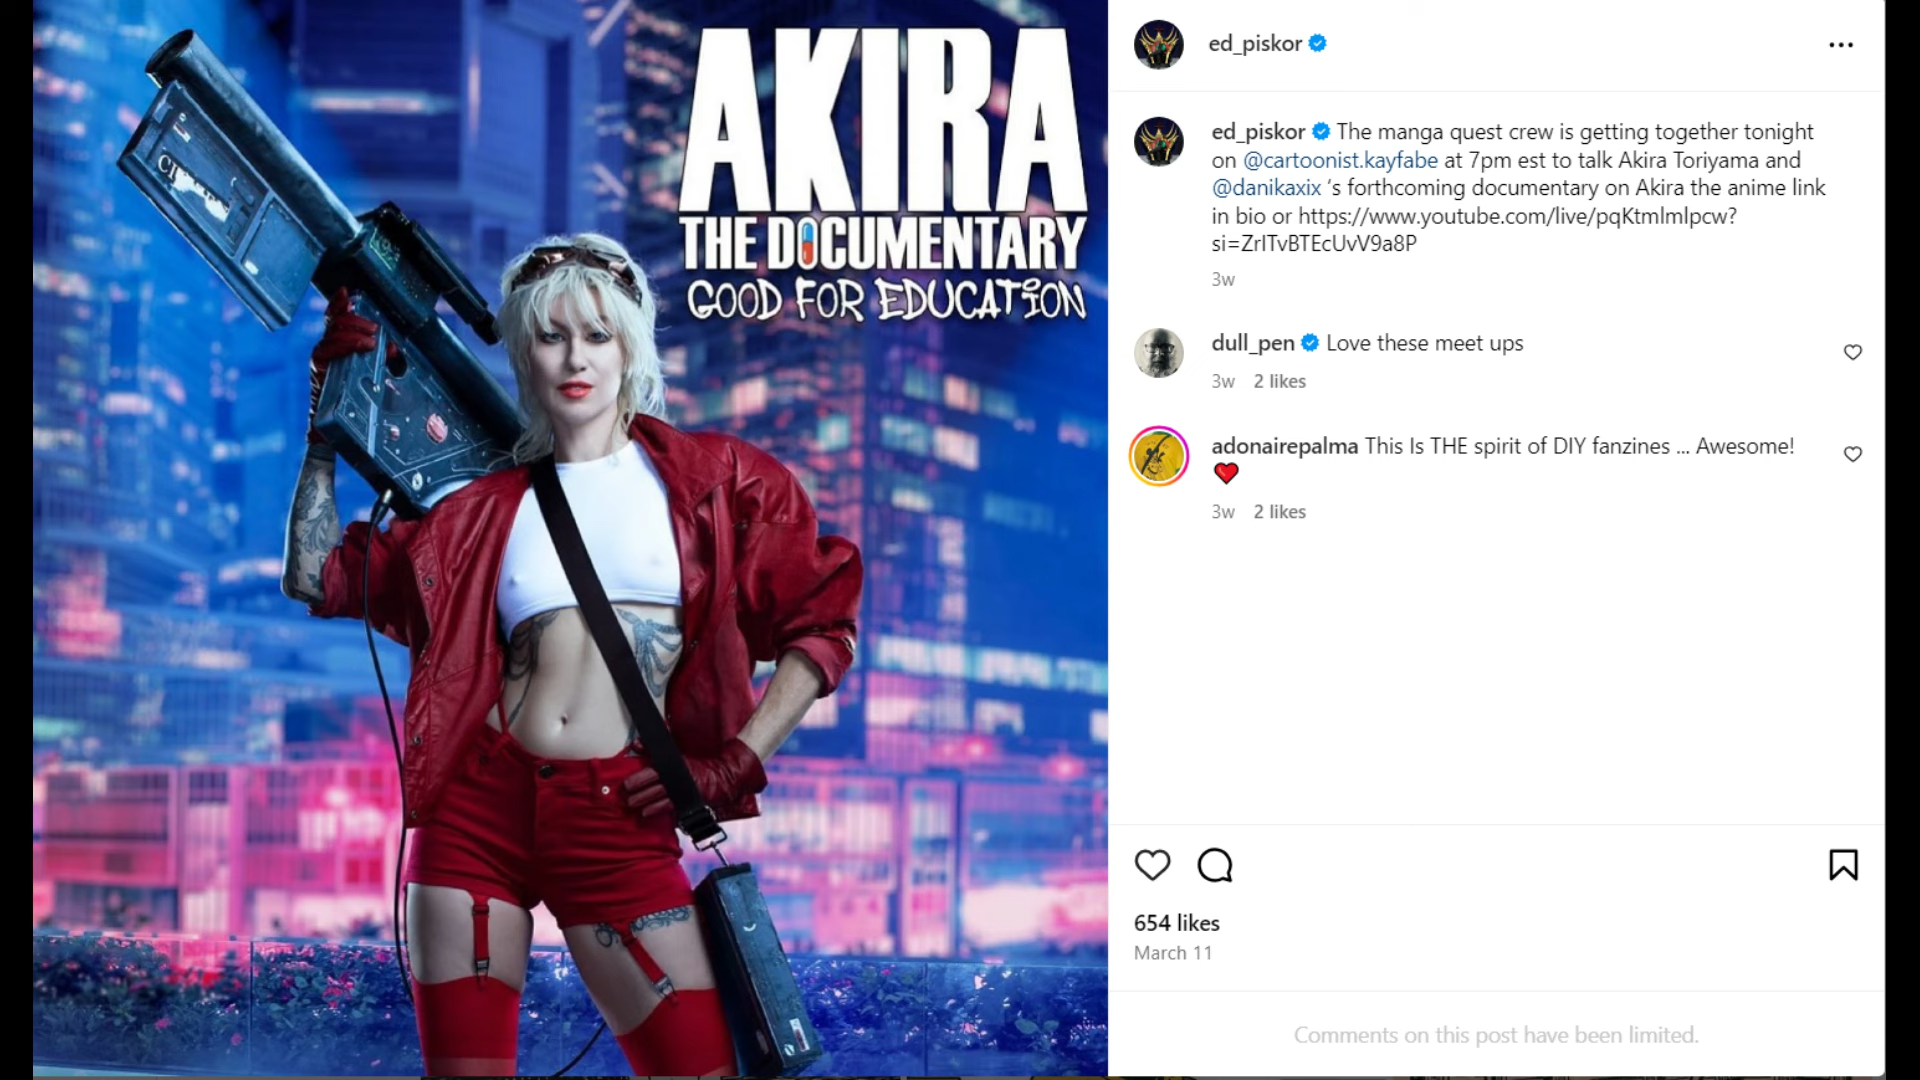 AKIRA
THE DOCUMENTARY
GOOD FOR EDUCATION
ed_piskor
ed_piskor The manga quest crew is getting together tonight
on @cartoonist.kayfabe at 7pm est to talk Akira Toriyama and
@danikaxix ‘s forthcoming documentary on Akira the anime link
in bio or https://www.youtube.com/live/pqKtmlmlpcw?
si=ZrITvBTEcUvV9a8P
3w
dull_pen Love these meet ups
3w 2 likes
adonairepalma This Is THE spirit of DIY fanzines ... Awesome!
❤️
3w 2 likes
654 likes
March 11
Comments on this post have been limited.